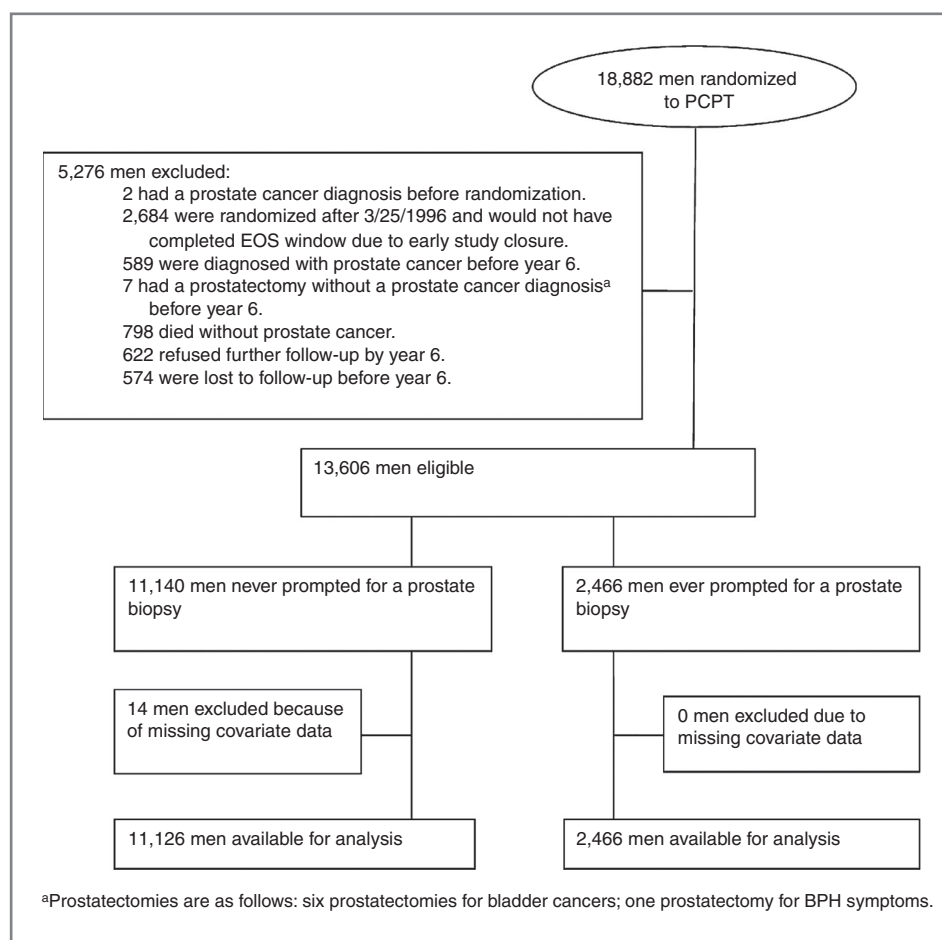 18,882 men randomized
to PCPT
5,276 men excluded:
2 had a prostate cancer diagnosis before randomization.
2,684 were randomized after 3/25/1996 and would not have
completed EOS window due to early study closure.
589 were diagnosed with prostate cancer before year 6.
7 had a prostatectomy without a prostate cancer diagnosisᵃ
before year 6.
798 died without prostate cancer.
622 refused further follow-up by year 6.
574 were lost to follow-up before year 6.
13,606 men eligible
11,140 men never prompted for a prostate
biopsy
2,466 men ever prompted for a prostate
biopsy
14 men excluded because
of missing covariate data
0 men excluded due to
missing covariate data
11,126 men available for analysis
2,466 men available for analysis
ᵃProstatectomies are as follows: six prostatectomies for bladder cancers; one prostatectomy for BPH symptoms.